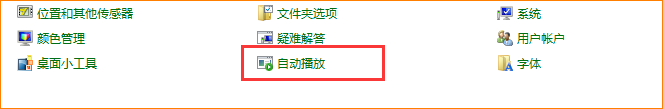 位置和其他传感器 文件夹选项 系统
颜色管理 疑难解答 用户帐户
桌面小工具 自动播放 字体